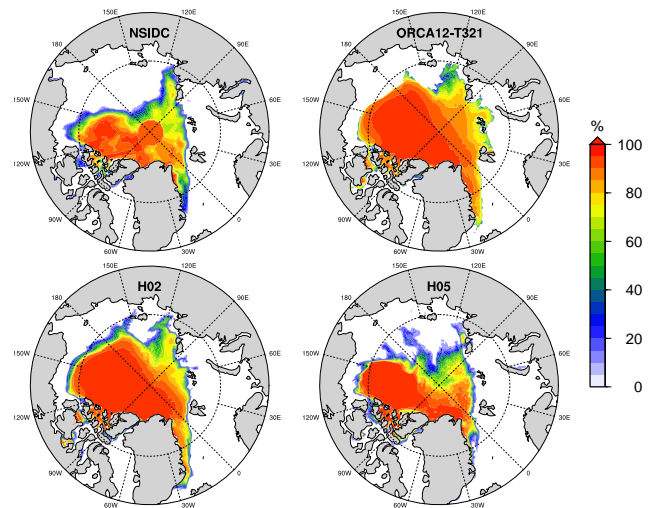 150E 120E 150E 120E
NSIDC ORCA12-T321
180 90E 180 90E
150W 60E 150W 60E
%
100
120W 30E 120W 30E
80
90W 0 90W 0
60W 30W 60W 30W
60
150E 120E 150E 120E
H02 H05
40
180 90E 180 90E
20
150W 60E 150W 60E
0
120W 30E 120W 30E
90W 0 90W 0
60W 30W 60W 30W